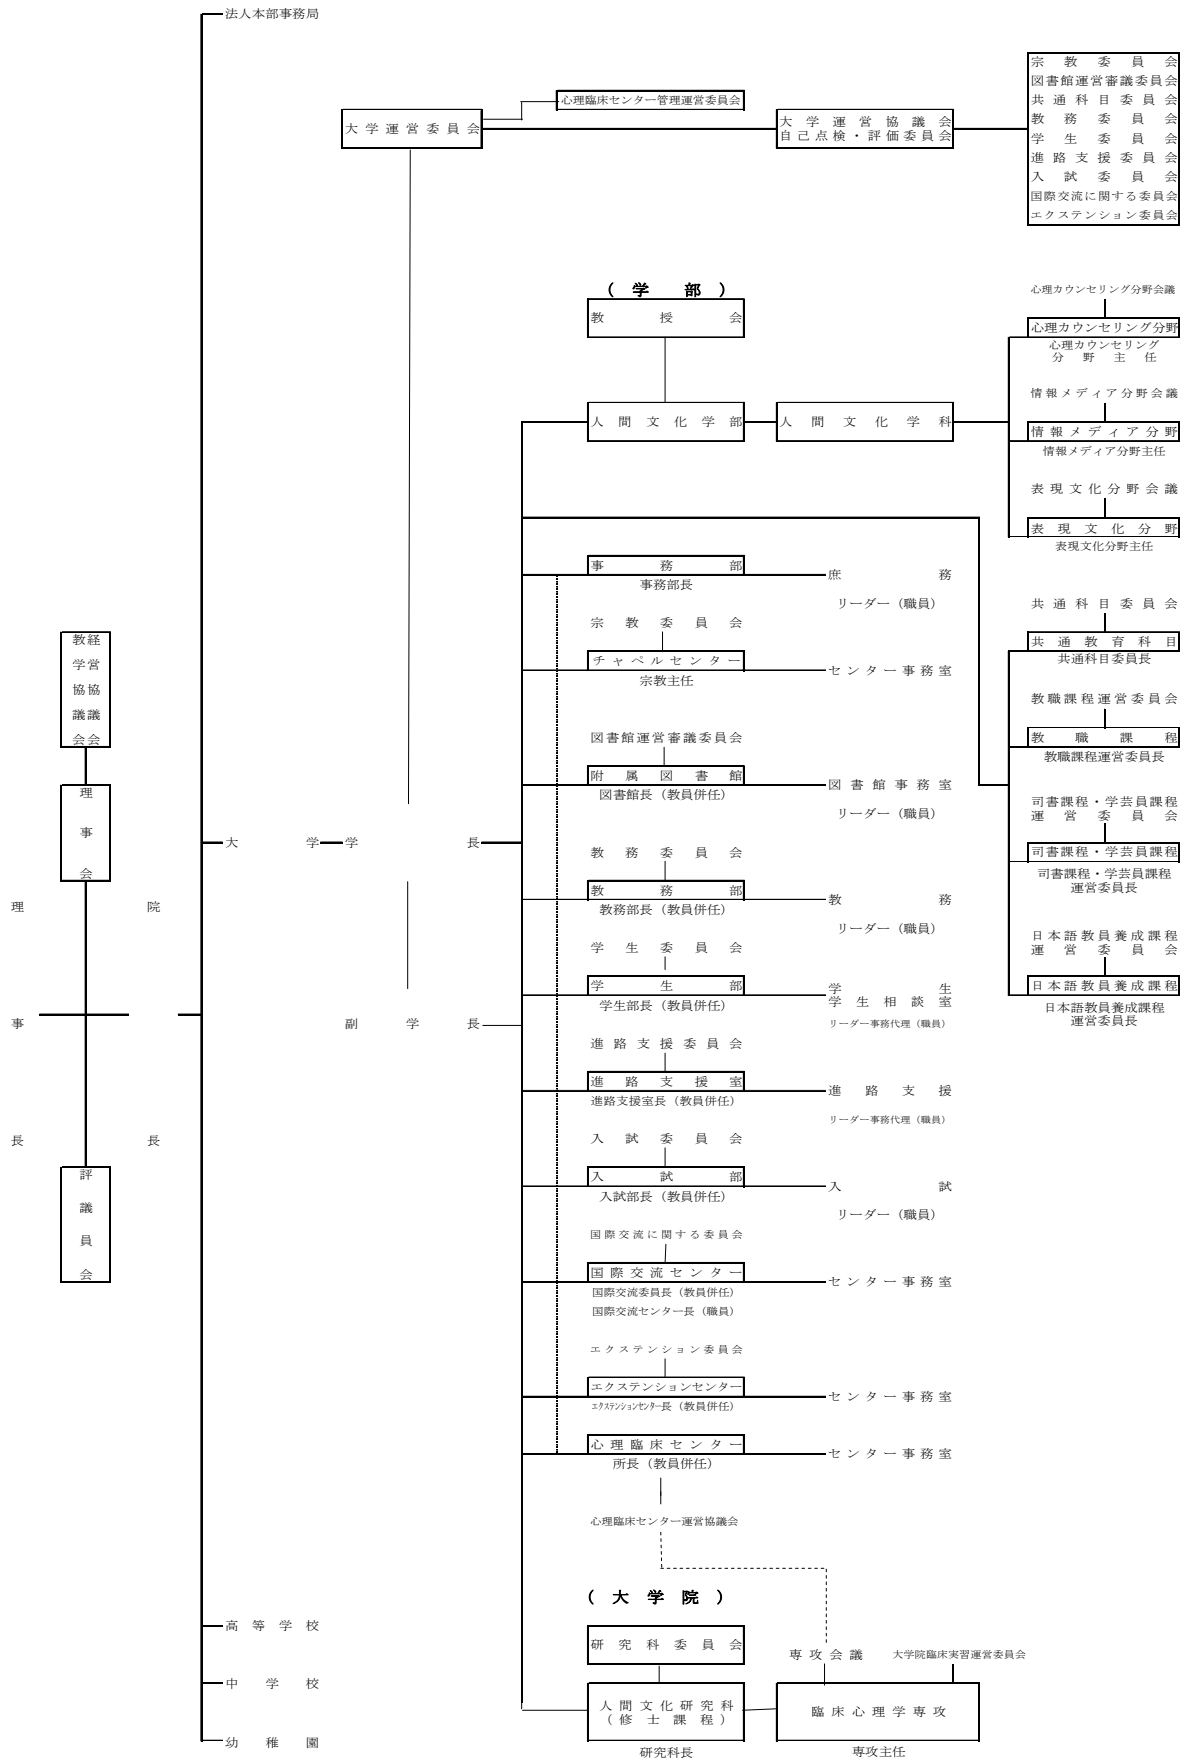 法人本部事務局
心理臨床センター管理運営委員会
大学運営委員会
大学運営協議会
自己点検・評価委員会
宗教委員会
図書館運営審議委員会
共通科目委員会
教務委員会
学生委員会
進路支援委員会
入試委員会
国際交流に関する委員会
エクステンション委員会
(学部)
教授会
人間文化学部
人間文化学科
心理カウンセリング分野会議
心理カウンセリング分野
心理カウンセリング
分野主任
情報メディア分野会議
情報メディア分野
情報メディア分野主任
表現文化分野会議
表現文化分野
表現文化分野主任
事務部
事務部長
庶務
リーダー(職員)
宗教委員会
チャペルセンター
宗教主任
センター事務室
共通科目委員会
共通教育科目
共通科目委員長
教職課程運営委員会
教職課程
教職課程運営委員長
図書館運営審議委員会
附属図書館
図書館長(教員併任)
図書館事務室
リーダー(職員)
司書課程・学芸員課程
運営委員会
司書課程・学芸員課程
司書課程・学芸員課程
運営委員長
経営協議会
教学協議会
理事会
理事長
院長
評議員会
大学
学長
副学長
教務委員会
教務部
教務部長(教員併任)
教務
リーダー(職員)
日本語教員養成課程
運営委員会
日本語教員養成課程
日本語教員養成課程
運営委員長
学生委員会
学生部
学生部長(教員併任)
学生
学生相談室
リーダー事務代理(職員)
進路支援委員会
進路支援室
進路支援室長(教員併任)
進路支援
リーダー事務代理(職員)
入試委員会
入試部
入試部長(教員併任)
入試
リーダー(職員)
国際交流に関する委員会
国際交流センター
国際交流委員長(教員併任)
国際交流センター長(職員)
センター事務室
エクステンション委員会
エクステンションセンター
エクステンションセンター長(教員併任)
センター事務室
心理臨床センター
所長(教員併任)
センター事務室
心理臨床センター運営協議会
(大学院)
研究科委員会
人間文化研究科
(修士課程)
研究科長
専攻会議
大学院臨床実習運営委員会
臨床心理学専攻
専攻主任
高等学校
中学校
幼稚園